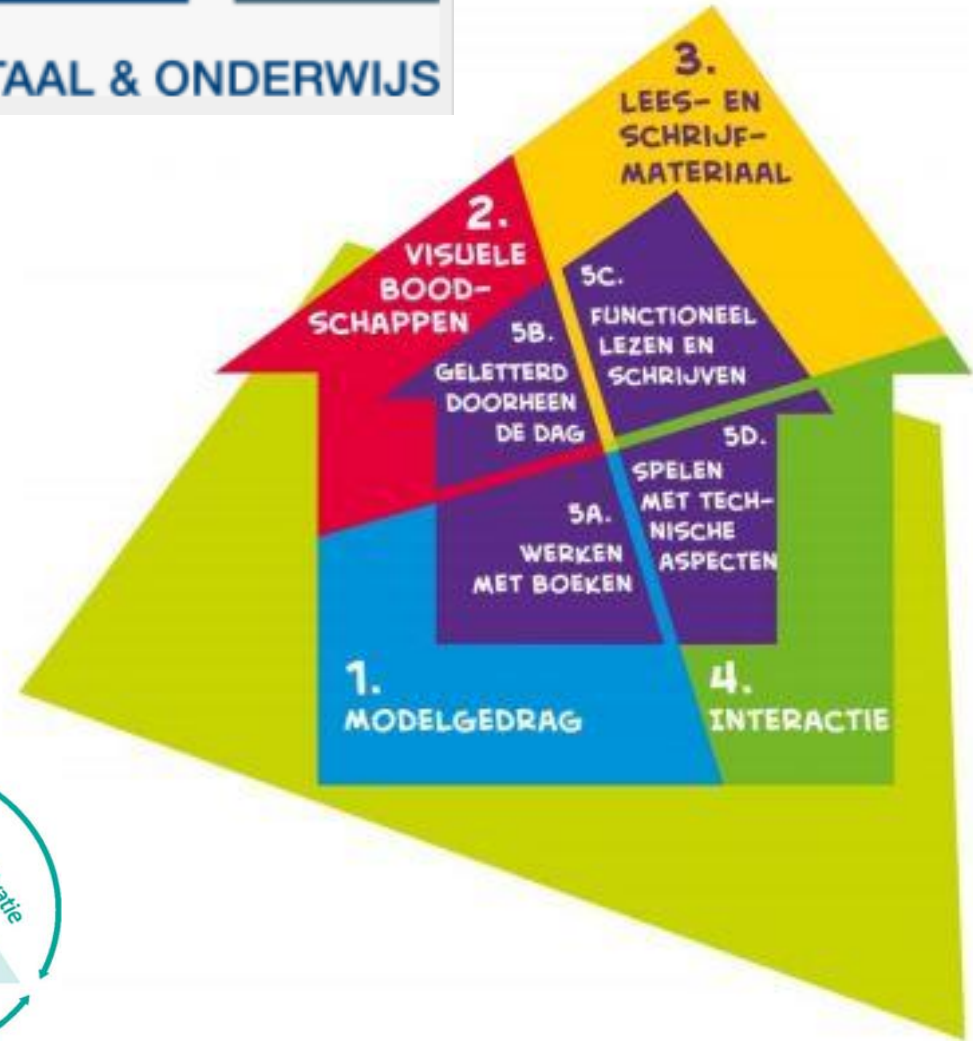 TAAL & ONDERWIJS
3.
LEES- EN
SCHRIJF-
MATERIAAL
2.
VISUELE
BOOD-
SCHAPPEN
5C.
FUNCTIONEEL
LEZEN EN
SCHRIJVEN
5B.
GELETTERD
DOORHEEN
DE DAG
5D.
SPELEN
MET TECH-
NISCHE
ASPECTEN
5A.
WERKEN
MET BOEKEN
1.
MODELGEDRAG
4.
INTERACTIE